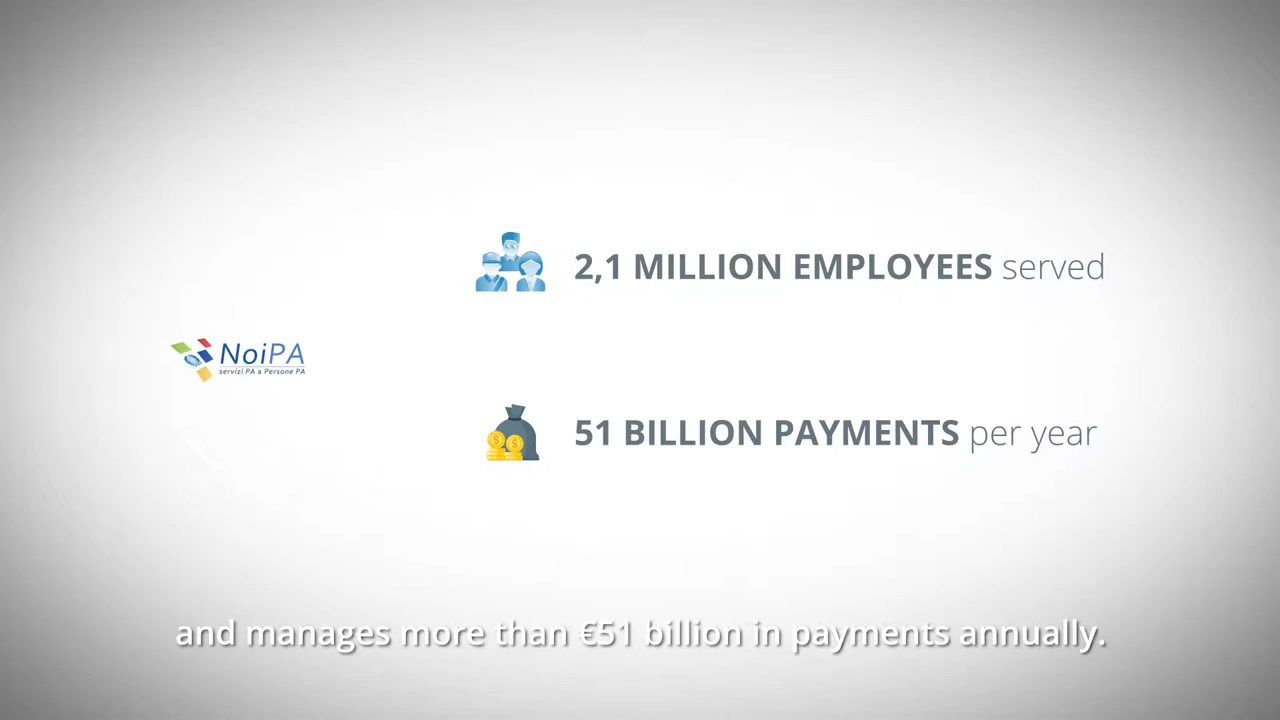 2,1 MILLION EMPLOYEES served
NoiPA
servizi PA a Persone PA
51 BILLION PAYMENTS per year
and manages more than €51 billion in payments annually.